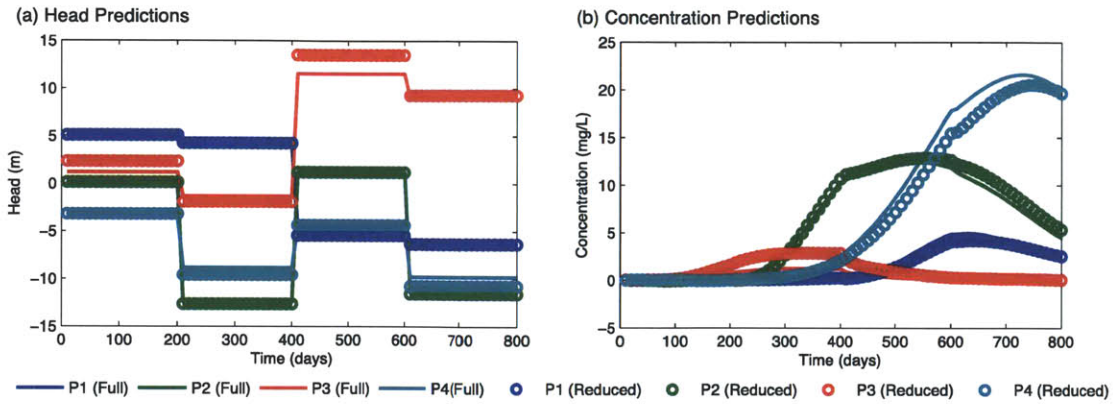 (a) Head Predictions
(b) Concentration Predictions
15
10
5
0
−5
−10
−15
Head (m)
0 100 200 300 400 500 600 700 800
Time (days)
25
20
15
10
5
0
−5
Concentration (mg/L)
0 100 200 300 400 500 600 700 800
Time (days)
P1 (Full) P2 (Full) P3 (Full) P4(Full) P1 (Reduced) P2 (Reduced) P3 (Reduced) P4 (Reduced)